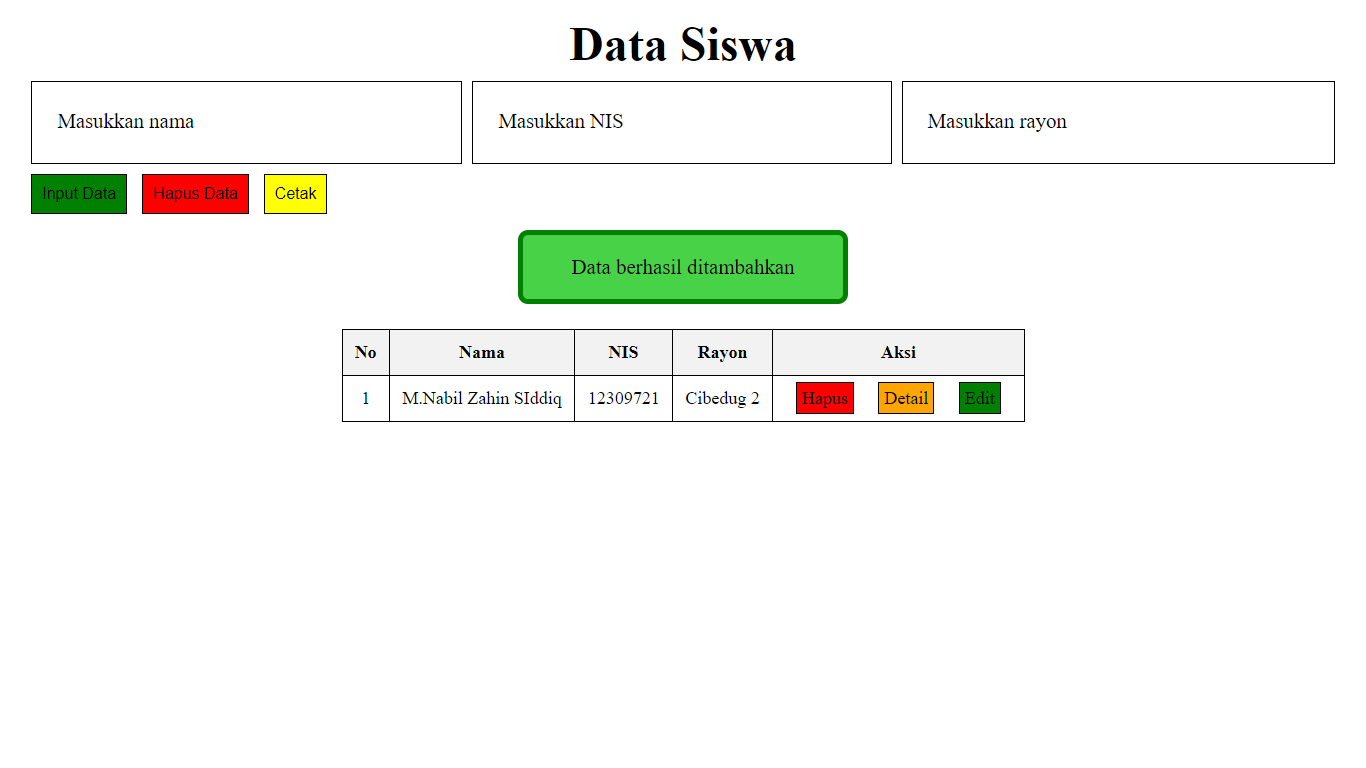 Data Siswa
Masukkan nama Masukkan NIS Masukkan rayon
Input Data Hapus Data Cetak
Data berhasil ditambahkan
No Nama NIS Rayon Aksi
1 M.Nabil Zahin SIddiq 12309721 Cibedug 2 Hapus Detail Edit